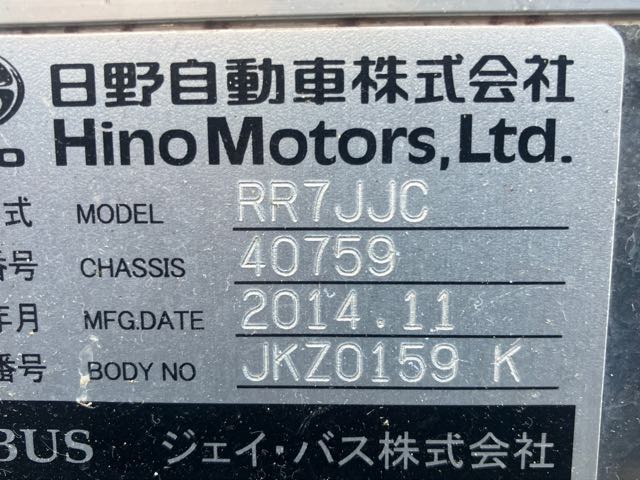 日野自動車株式会社
Hino Motors, Ltd.
式 MODEL RR7JJC
番号 CHASSIS 40759
年月 MFG.DATE 2014.11
番号 BODY NO JKZ0159 K
BUS ジェイ・バス株式会社